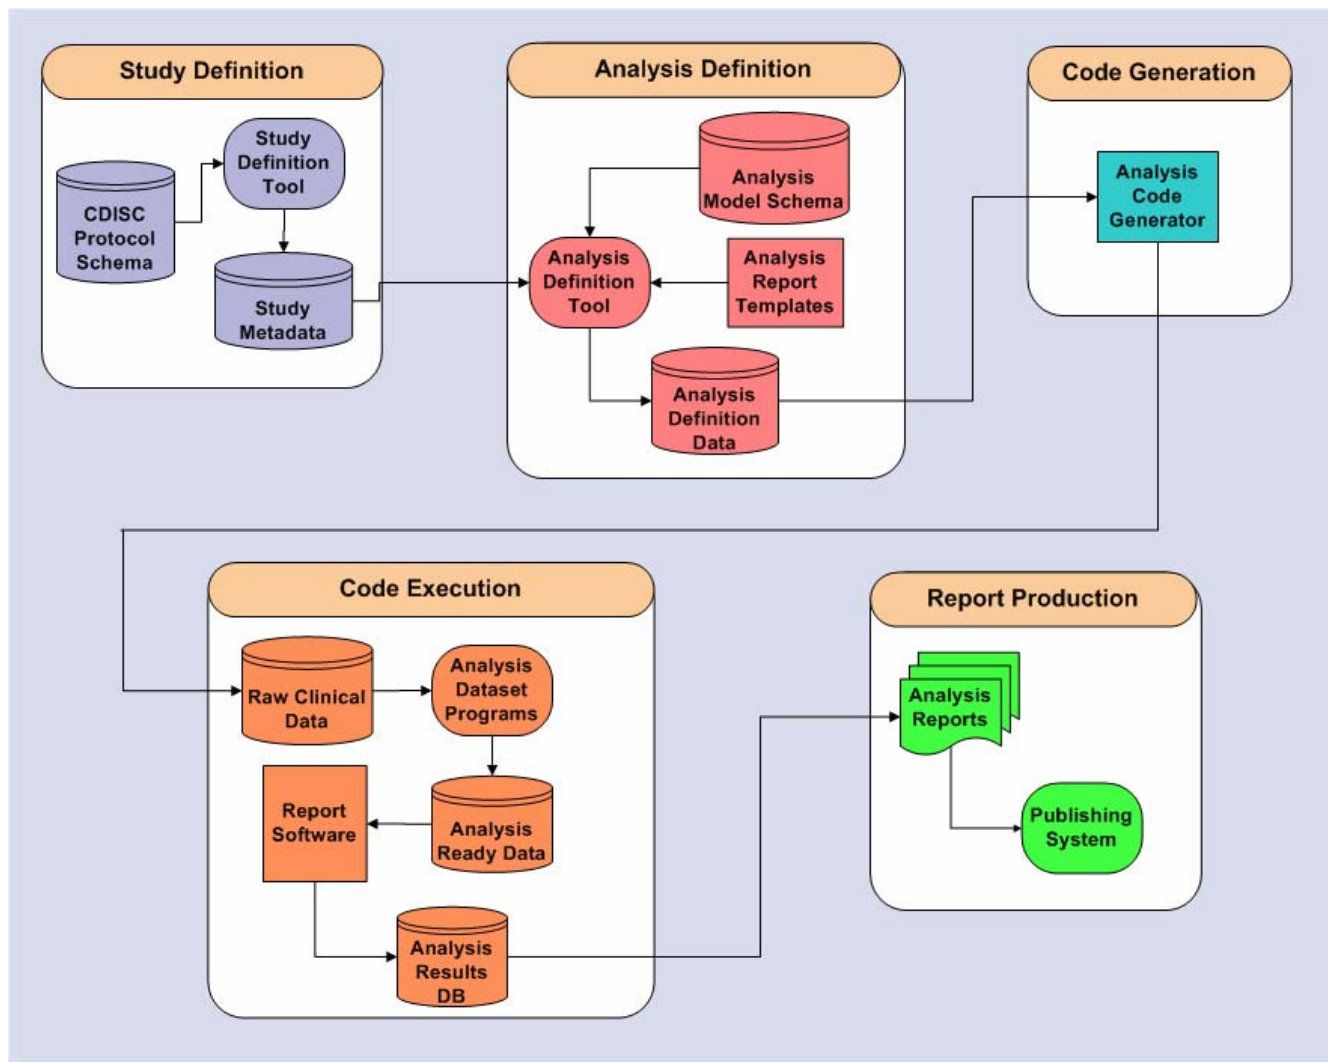 Study Definition
Study
Definition
Tool
CDISC
Protocol
Schema
Study
Metadata
Analysis Definition
Analysis
Model Schema
Analysis
Definition
Tool
Analysis
Report
Templates
Analysis
Definition
Data
Code Generation
Analysis
Code
Generator
Code Execution
Raw Clinical
Data
Analysis
Dataset
Programs
Report
Software
Analysis
Ready Data
Analysis
Results
DB
Report Production
Analysis
Reports
Publishing
System